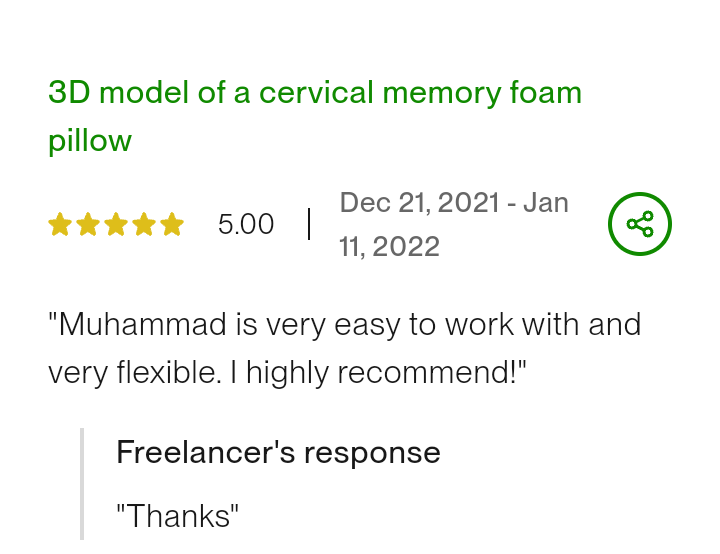 3D model of a cervical memory foam
pillow
5.00
Dec 21, 2021 - Jan
11, 2022
"Muhammad is very easy to work with and
very flexible. I highly recommend!"
Freelancer's response
"Thanks"